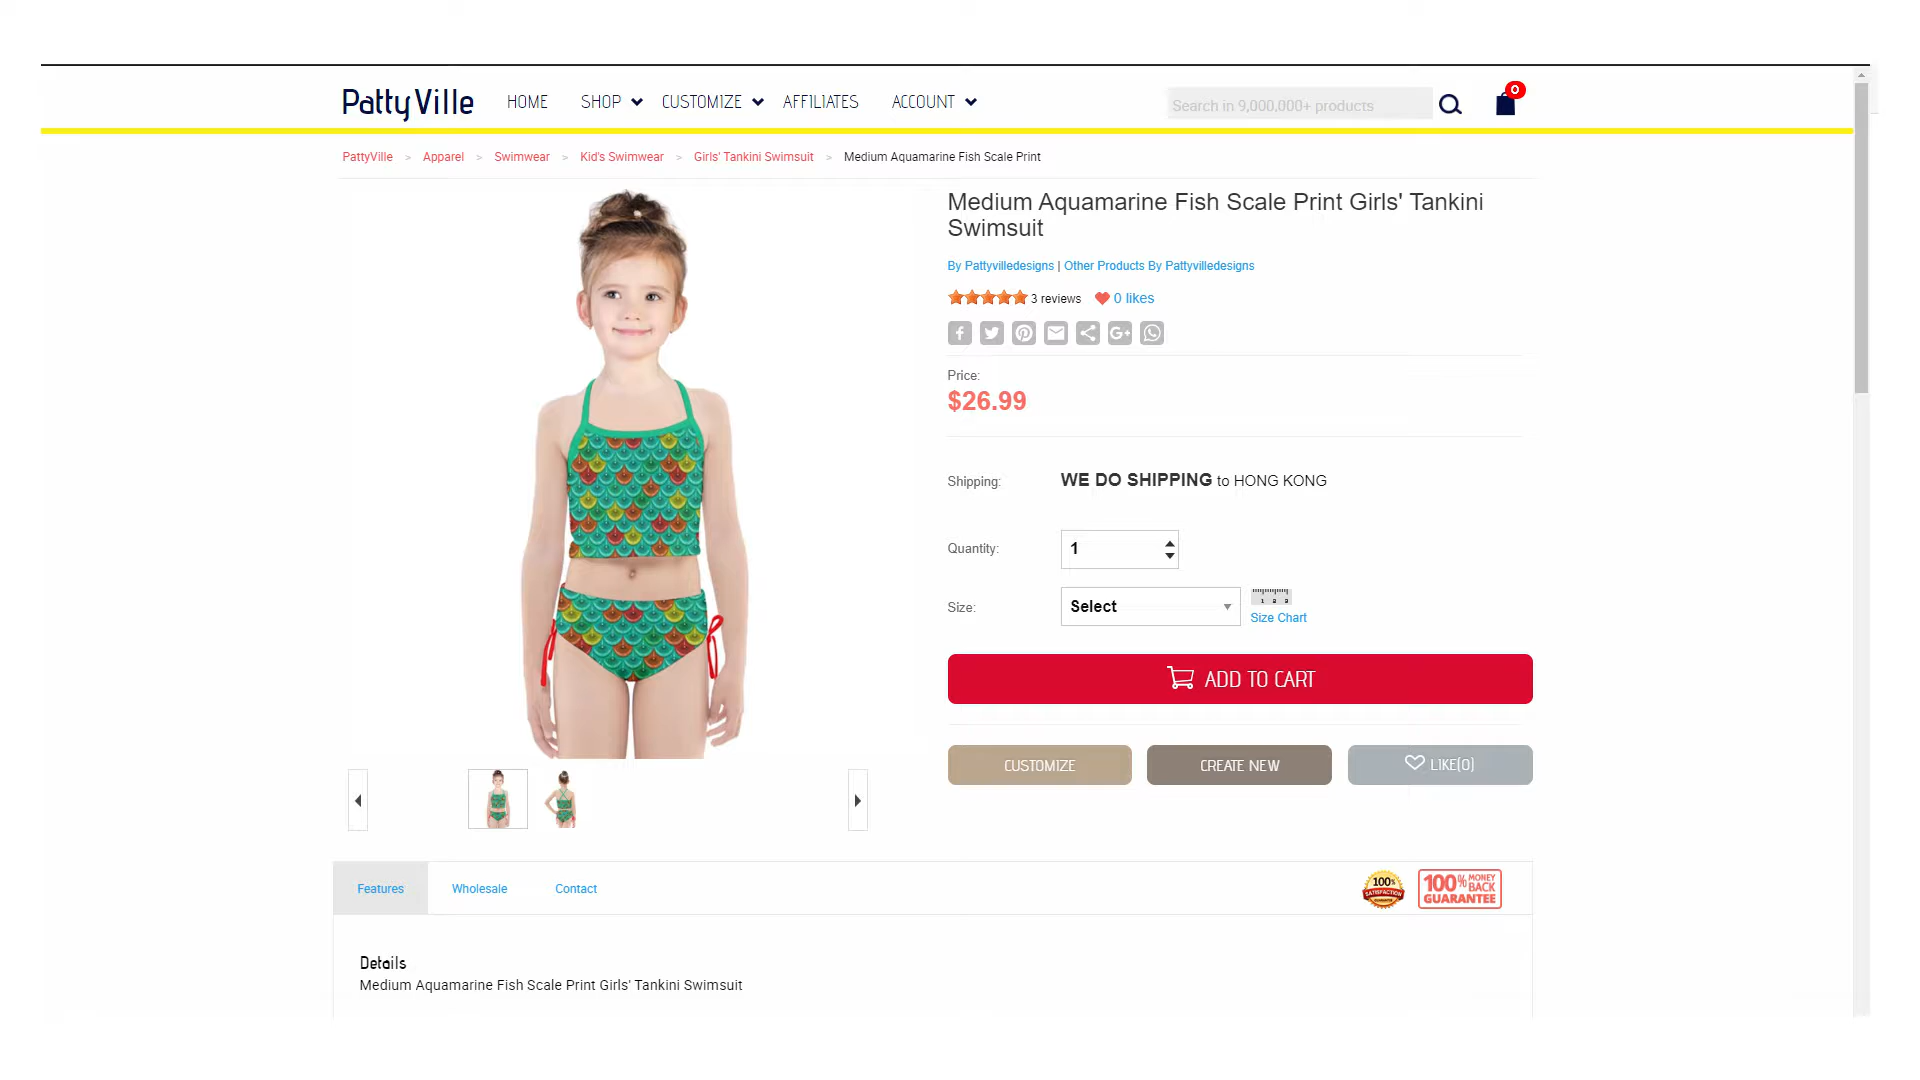 PattyVille HOME SHOP CUSTOMIZE AFFILIATES ACCOUNT Search in 9,000,000+ products 0
PattyVille > Apparel > Swimwear > Kid's Swimwear > Girls' Tankini Swimsuit > Medium Aquamarine Fish Scale Print
Medium Aquamarine Fish Scale Print Girls' Tankini
Swimsuit
By Pattyvilledesigns | Other Products By Pattyvilledesigns
3 reviews 0 likes
Price:
$26.99
Shipping: WE DO SHIPPING to HONG KONG
Quantity: 1
Size: Select
Size Chart
ADD TO CART
CUSTOMIZE CREATE NEW LIKE(0)
Features Wholesale Contact
100%
SATISFACTION
100% MONEY BACK
GUARANTEE
Details
Medium Aquamarine Fish Scale Print Girls' Tankini Swimsuit